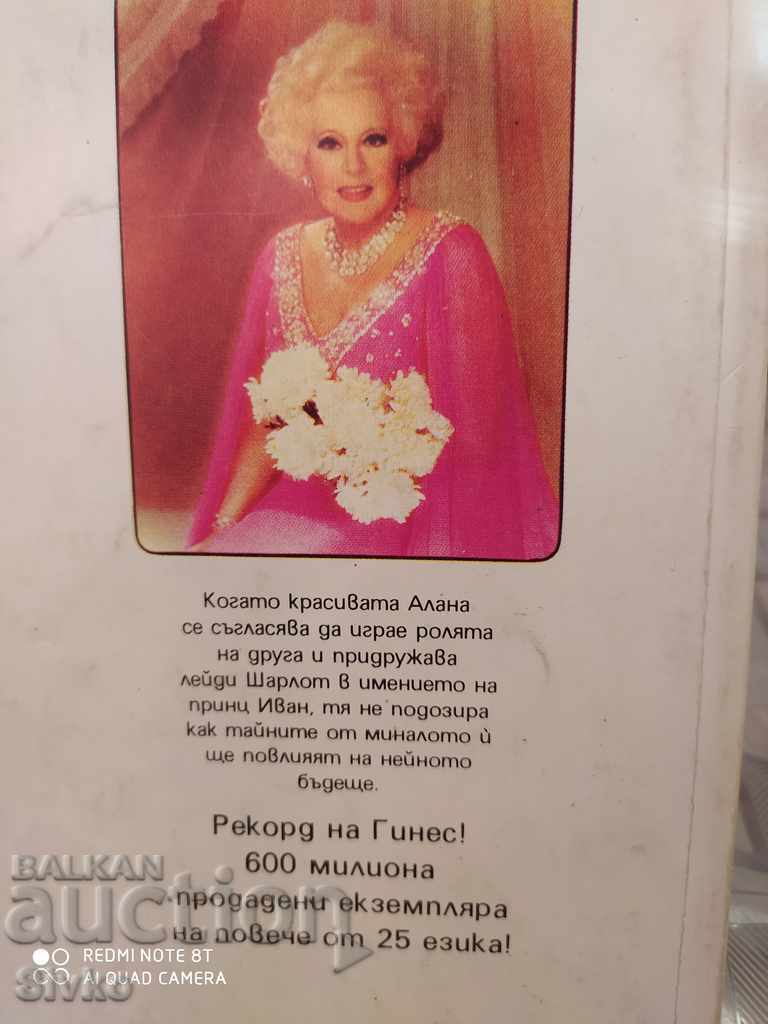 Когато красивата Алана
се съгласява да играе ролята
на друга и придружава
лейди Шарлот в имението на
принц Иван, тя не подозира
как тайните от миналото ѝ
ще повлияят на нейното
бъдеще.
Рекорд на Гинес!
600 милиона
продадени екземпляра
на повече от 25 езика!
BALKAN
auction
REDMI NOTE 8T
AI QUAD CAMERA
Sivko